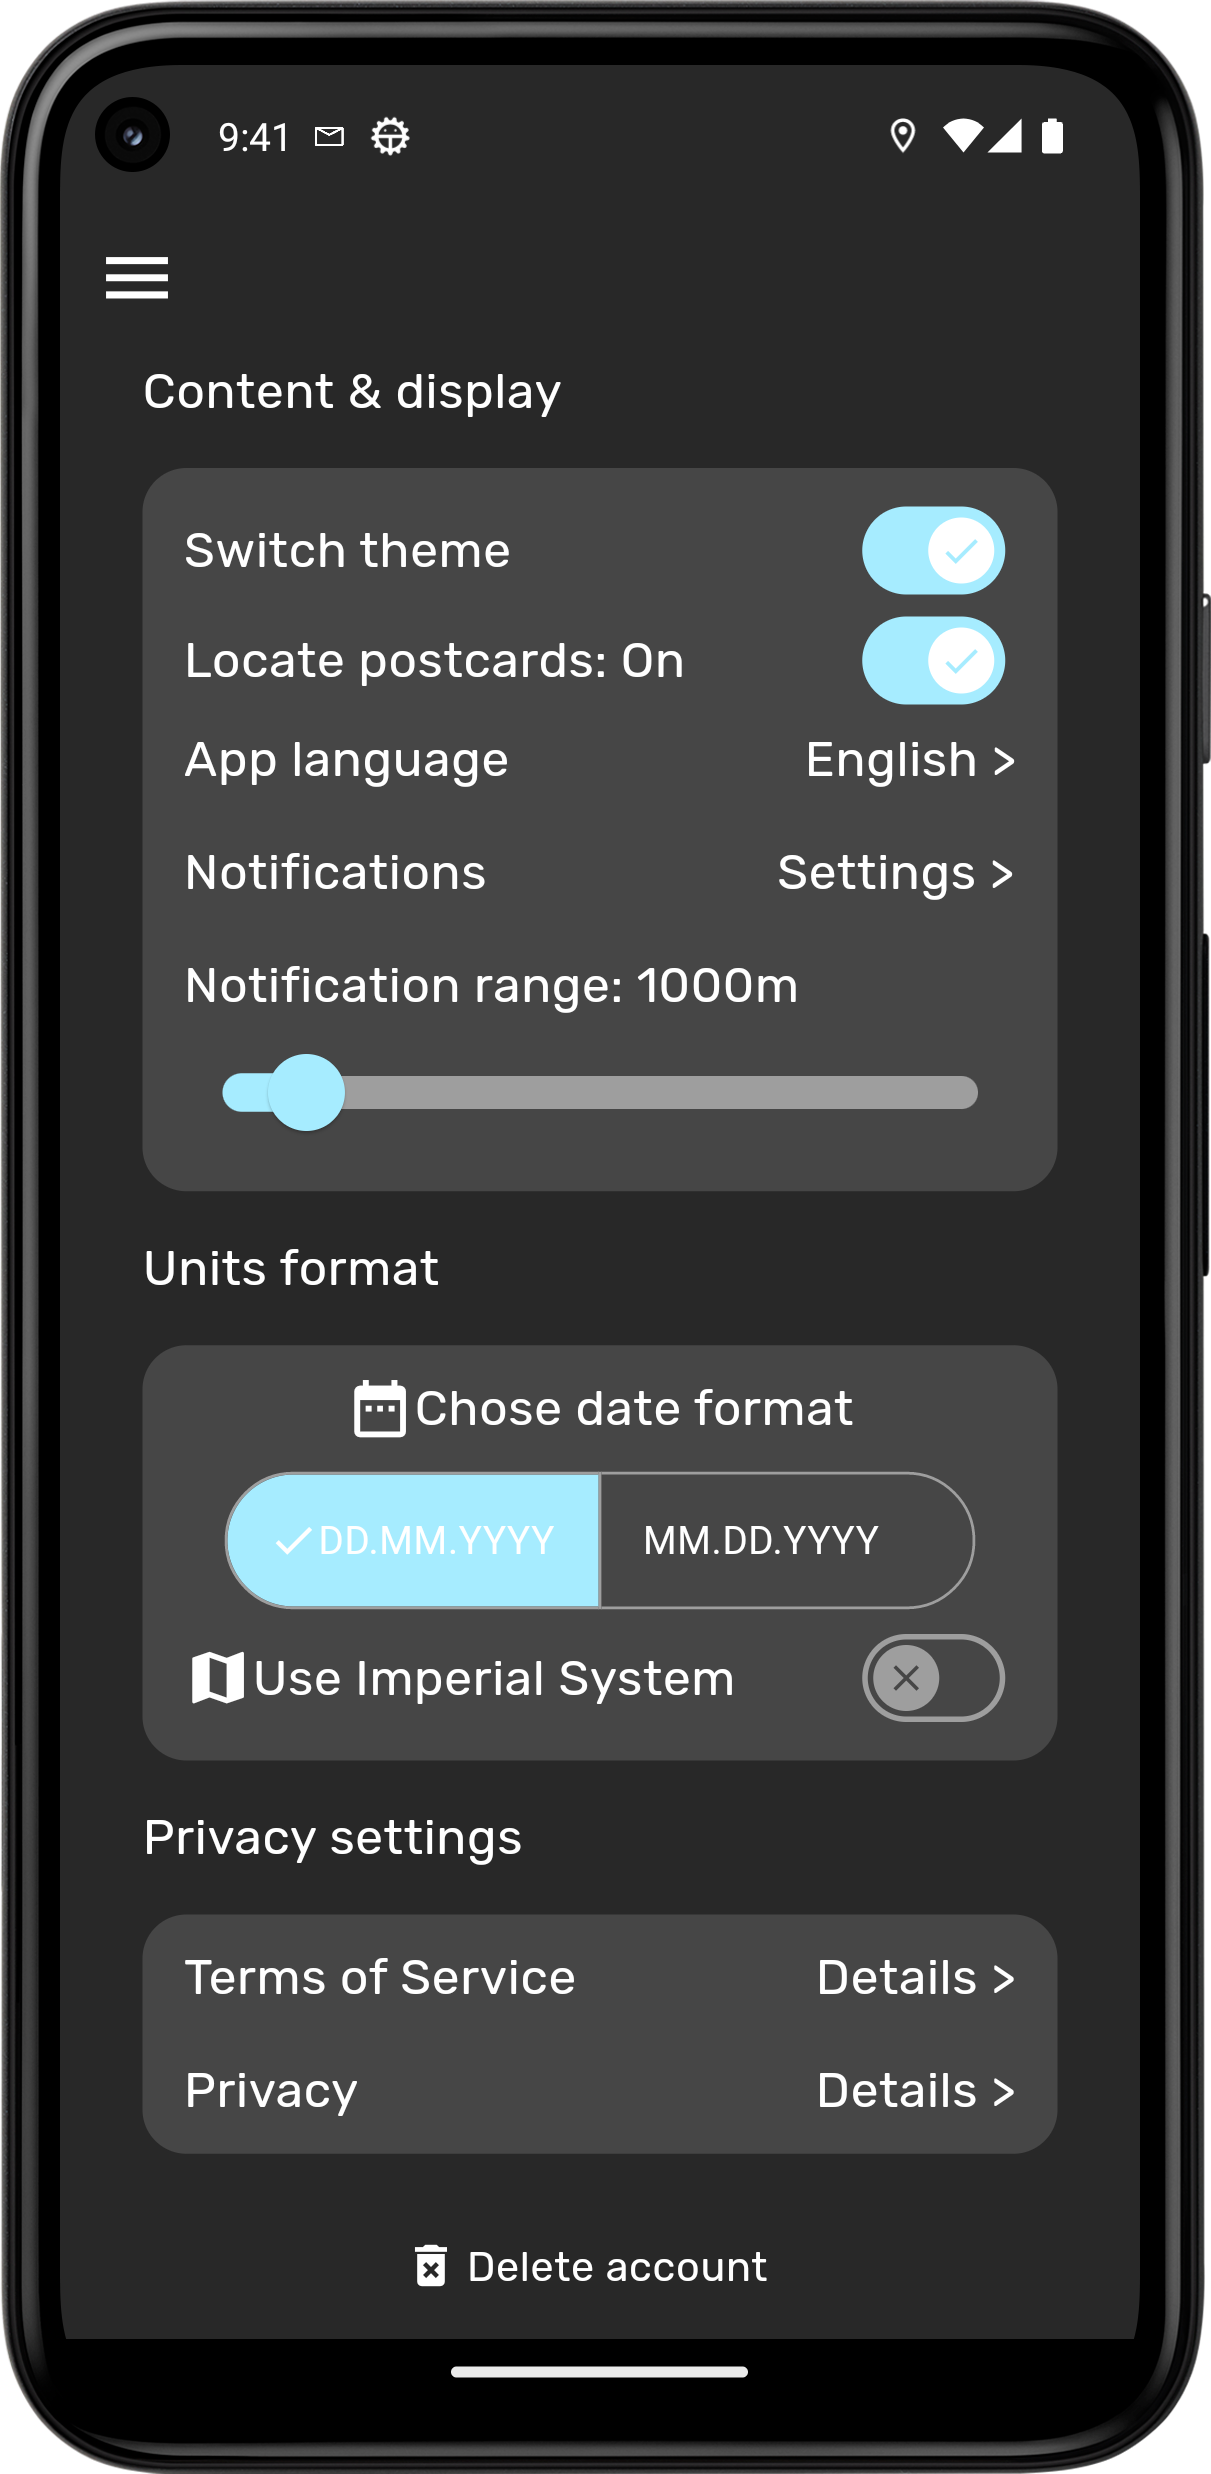 9:41
Content & display
Switch theme
Locate postcards: On
App language English >
Notifications Settings >
Notification range: 1000m
Units format
Chose date format
DD.MM.YYYY MM.DD.YYYY
Use Imperial System
Privacy settings
Terms of Service Details >
Privacy Details >
Delete account